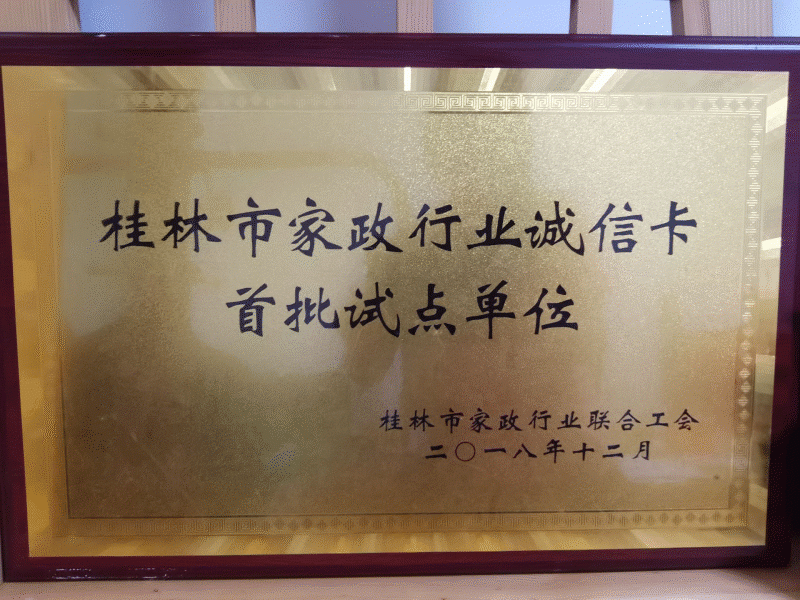 桂林市家政行业诚信卡
首批试点单位
桂林市家政行业联合工会
二〇一八年十二月